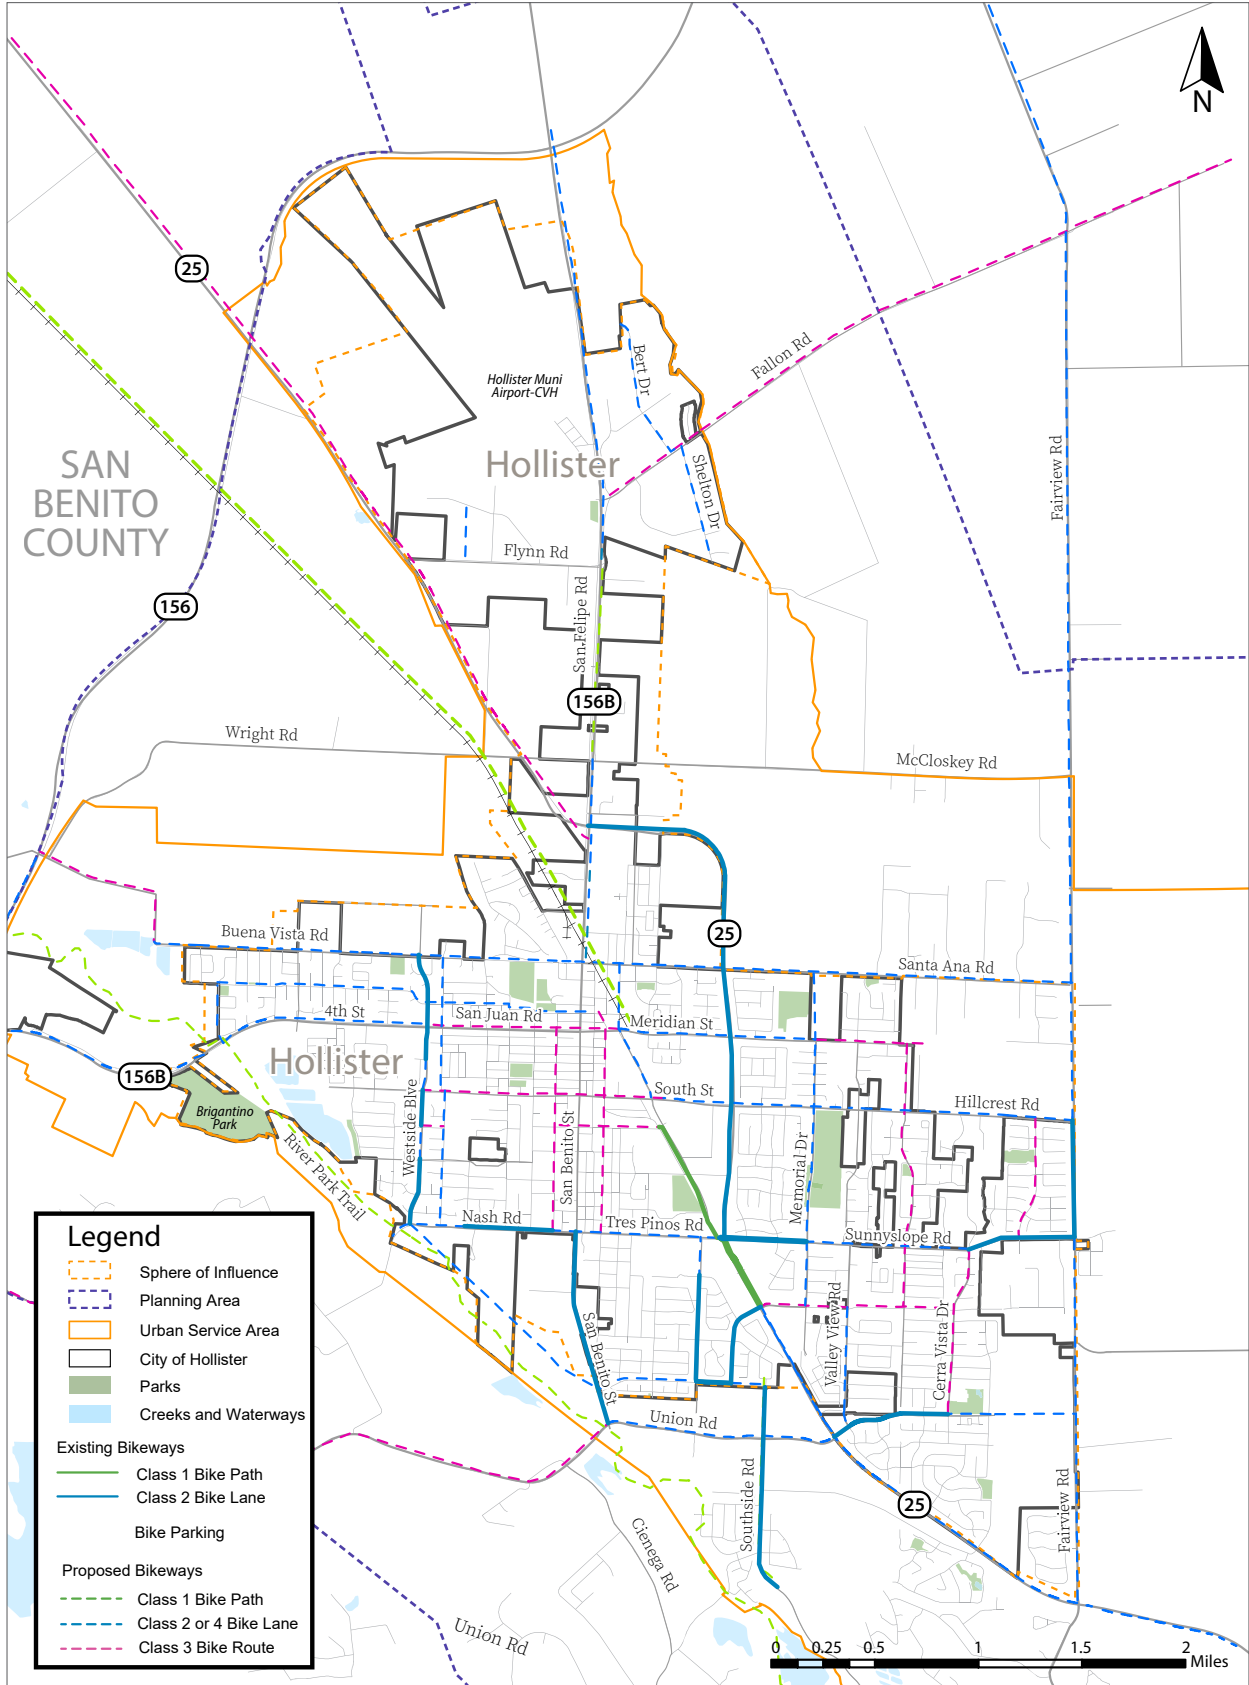 N
25
Bert Dr
Fallon Rd
Hollister Muni
Airport-CVH
Fairview Rd
SAN
BENITO
COUNTY
Hollister
Shelton Dr
Flynn Rd
San Felipe Rd
156
156B
Wright Rd
McCloskey Rd
Buena Vista Rd
25
Santa Ana Rd
4th St
San Juan Rd
Meridian St
Hollister
156B
South St
Hillcrest Rd
Brigantino
Park
River Park Trail
Westside Blve
San Benito St
Memorial Dr
Nash Rd
Tres Pinos Rd
Sunnyslope Rd
Valley View Rd
Cerra Vista Dr
San Benito St
Union Rd
Southside Rd
25
Fairview Rd
Cienega Rd
Union Rd
Legend
Sphere of Influence
Planning Area
Urban Service Area
City of Hollister
Parks
Creeks and Waterways
Existing Bikeways
Class 1 Bike Path
Class 2 Bike Lane
Bike Parking
Proposed Bikeways
Class 1 Bike Path
Class 2 or 4 Bike Lane
Class 3 Bike Route
0 0.25 0.5 1 1.5 2
Miles